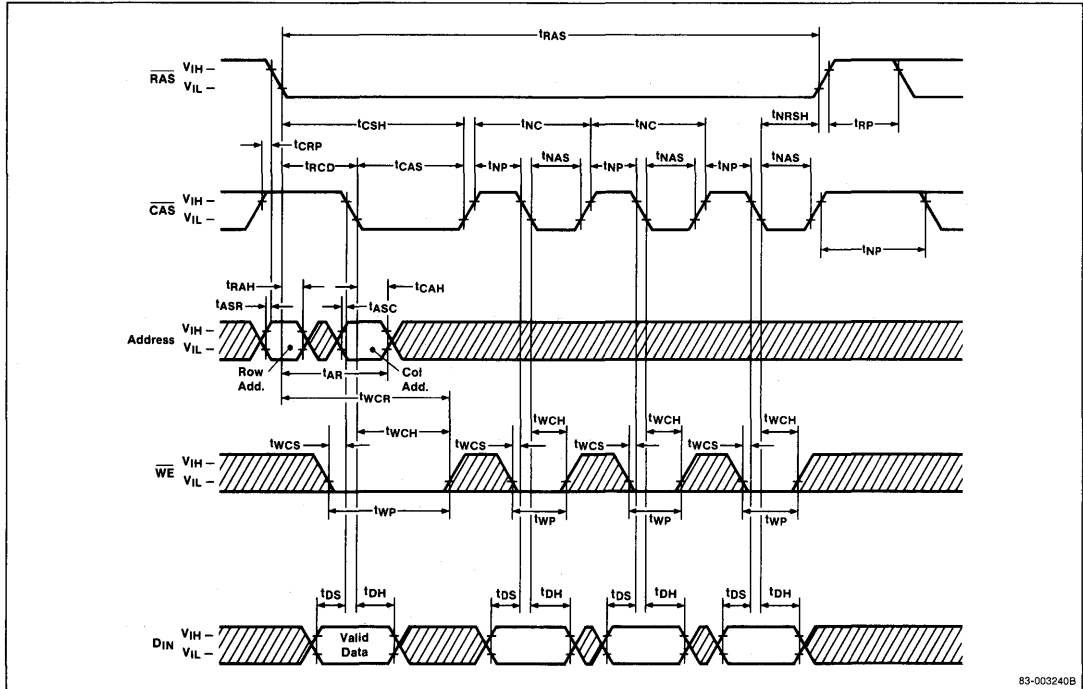 tRAS
RAS VIH
VIL
tCSH tNC tNC tNRSH tRP
tCRP
tRCD tCAS tNP tNAS tNP tNAS tNP tNAS
CAS VIH
VIL
tNP
tRAH tCAH
tASR tASC
Address VIH
VIL
Row Add. tAR Col Add.
tWCR
tWCH tWCH tWCH tWCH
tWCS tWCS tWCS tWCS
WE VIH
VIL
tWP tWP tWP tWP
tDS tDH tDS tDH tDS tDH tDS tDH
DIN VIH
VIL
Valid Data
83-003240B